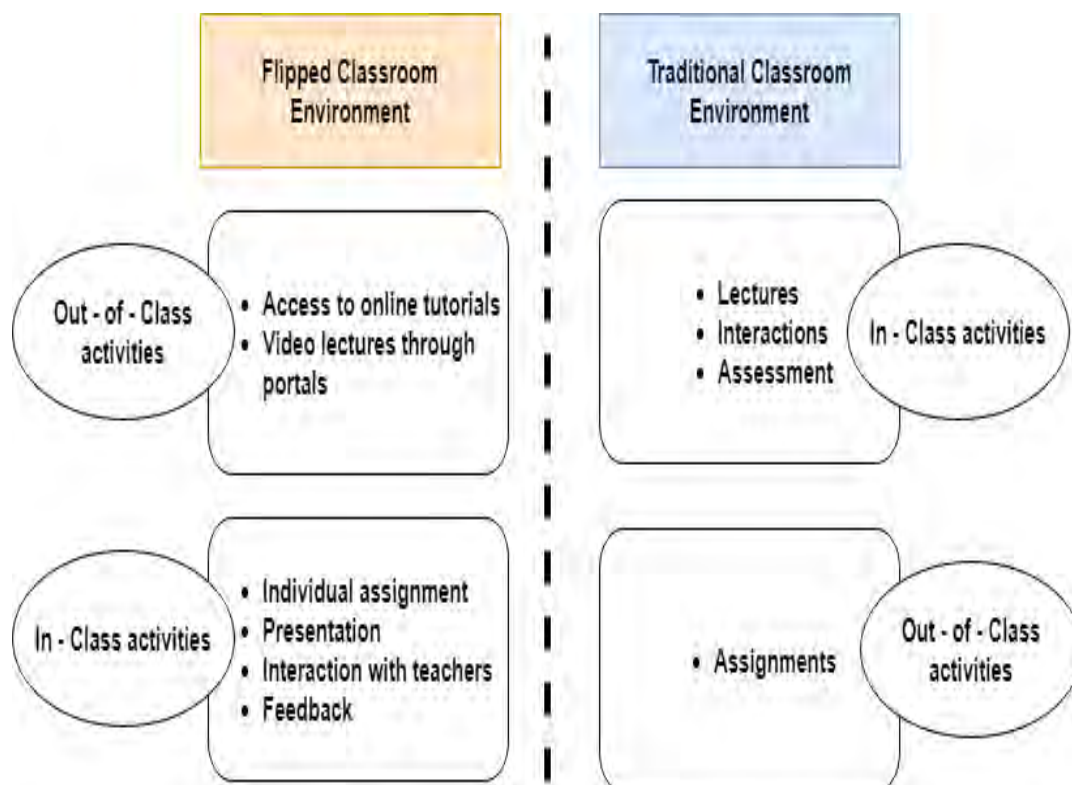 Flipped Classroom
Environment
Traditional Classroom
Environment
Out - of - Class
activities
• Access to online tutorials
• Video lectures through
portals
• Lectures
• Interactions
• Assessment
In - Class activities
In - Class activities
• Individual assignment
• Presentation
• Interaction with teachers
• Feedback
• Assignments
Out - of - Class
activities